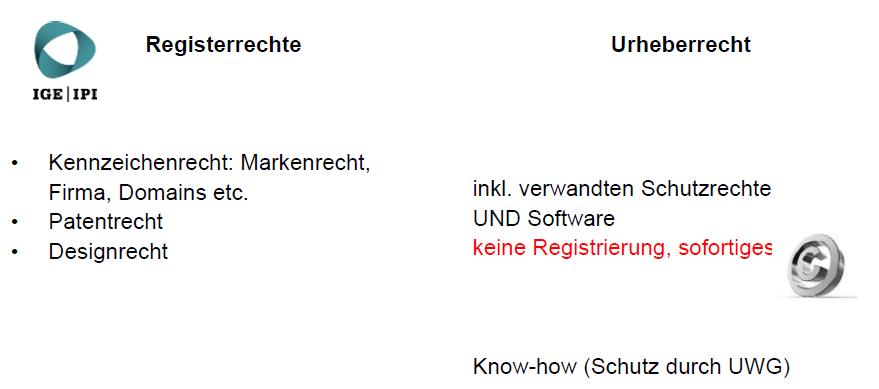 Registerrechte
Urheberrecht
IGE|IPI
• Kennzeichenrecht: Markenrecht,
Firma, Domains etc.
• Patentrecht
• Designrecht
inkl. verwandten Schutzrechte
UND Software
keine Registrierung, sofortiges
Know-how (Schutz durch UWG)